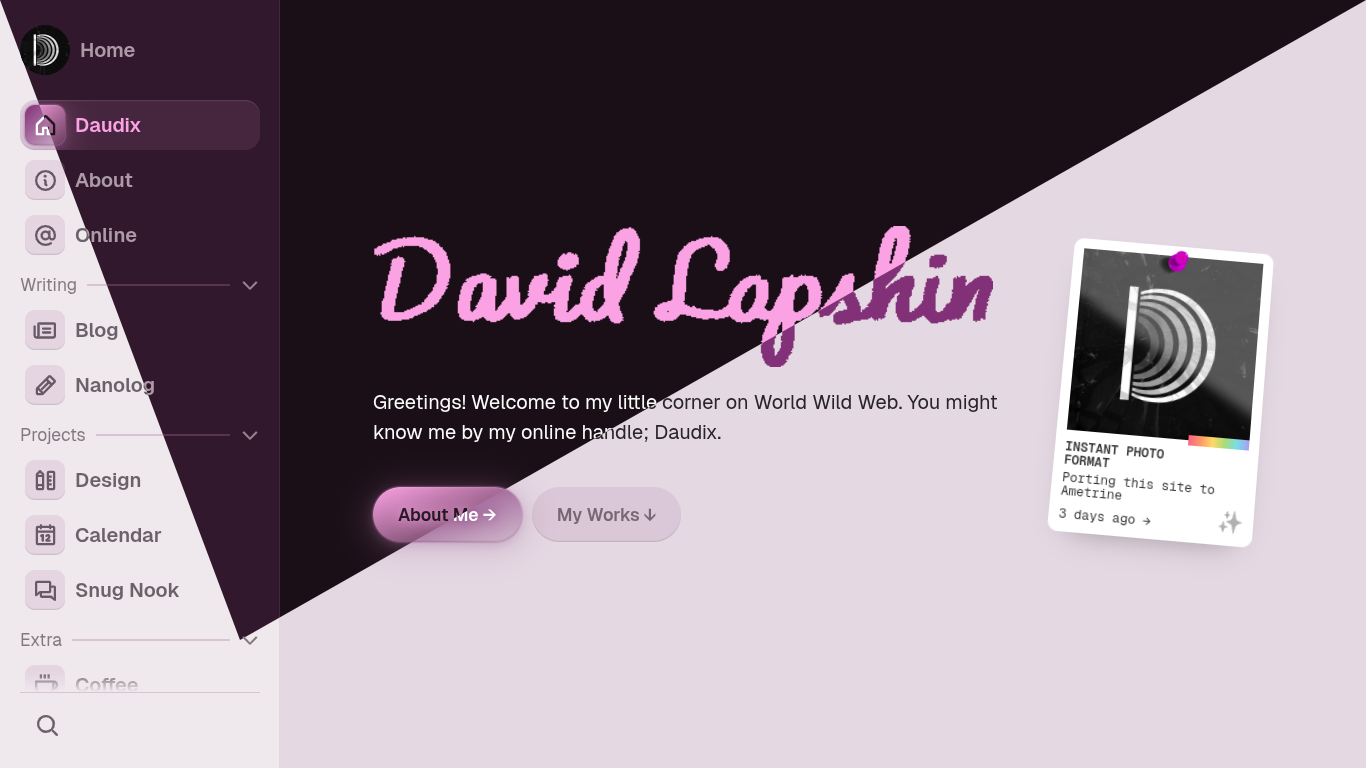 Home
Daudix
About
Online
Writing
Blog
Nanolog
Projects
Design
Calendar
12
Snug Nook
Extra
Coffee
David Lapshin
Greetings! Welcome to my little corner on World Wild Web. You might
know me by my online handle; Daudix.
About Me →
My Works ↓
INSTANT PHOTO
FORMAT
Porting this site to
Ametrine
3 days ago →